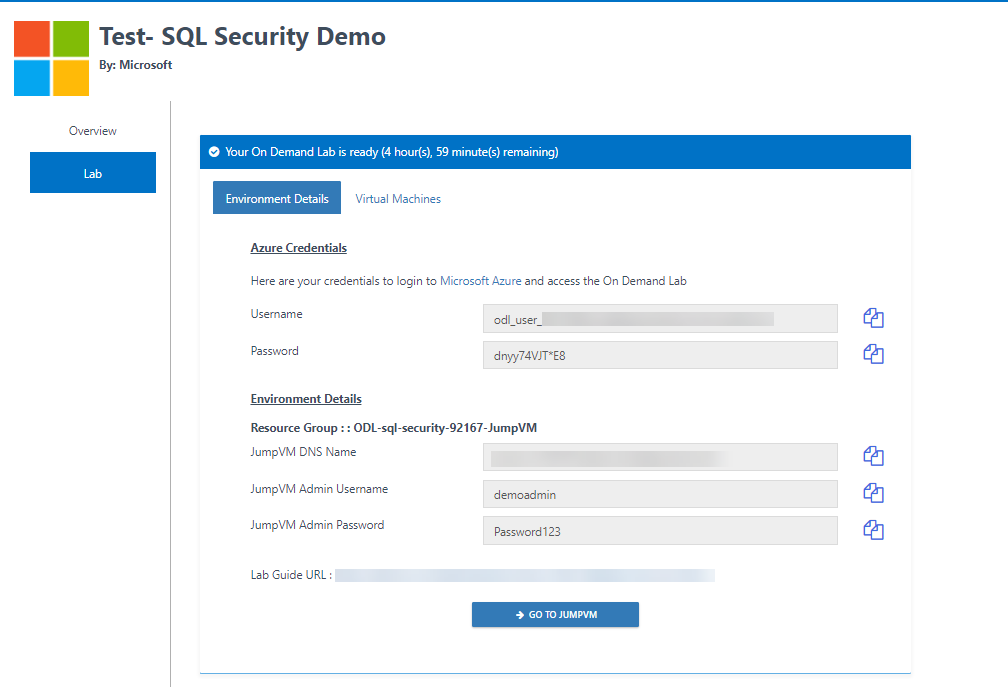 Test- SQL Security Demo
By: Microsoft
Overview
Lab
Your On Demand Lab is ready (4 hour(s), 59 minute(s) remaining)
Environment Details
Virtual Machines
Azure Credentials
Here are your credentials to login to Microsoft Azure and access the On Demand Lab
Username
odl_user_
Password
dnyy74VJT*E8
Environment Details
Resource Group : : ODL-sql-security-92167-JumpVM
JumpVM DNS Name
JumpVM Admin Username
demoadmin
JumpVM Admin Password
Password123
Lab Guide URL :
GO TO JUMPVM